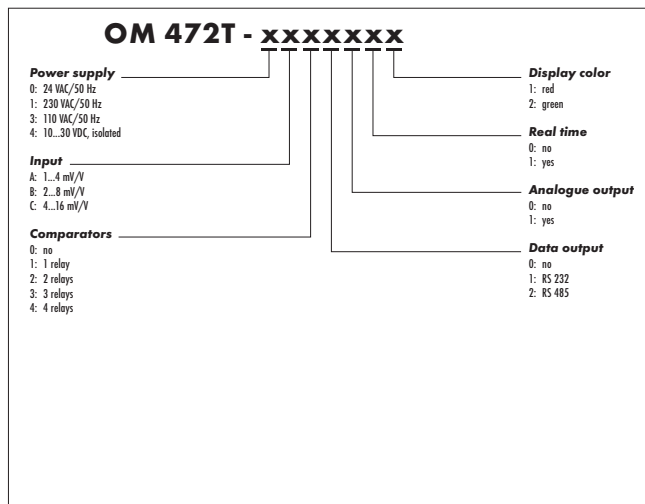 OM 472T - xxxxxxx
Power supply
0: 24 VAC/50 Hz
1: 230 VAC/50 Hz
3: 110 VAC/50 Hz
4: 10...30 VDC, isolated
Input
A: 1...4 mV/V
B: 2...8 mV/V
C: 4...16 mV/V
Comparators
0: no
1: 1 relay
2: 2 relays
3: 3 relays
4: 4 relays
Display color
1: red
2: green
Real time
0: no
1: yes
Analogue output
0: no
1: yes
Data output
0: no
1: RS 232
2: RS 485